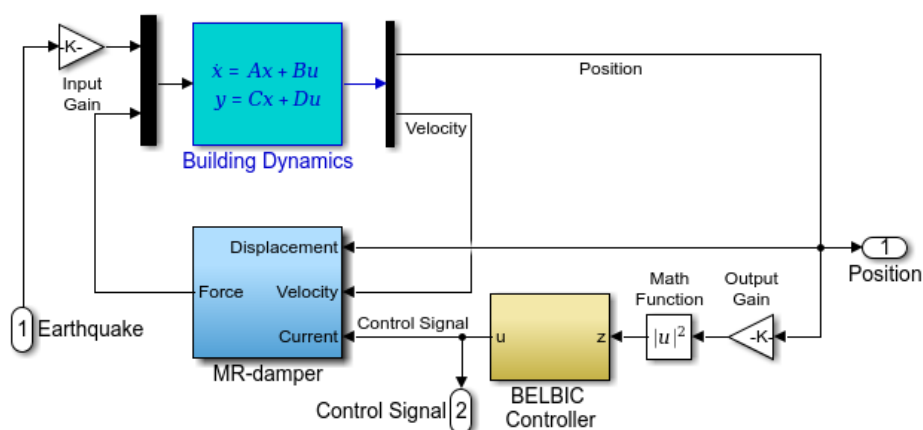 -K-
Input
Gain
ẋ = Ax + Bu
y = Cx + Du
Building Dynamics
Position
Velocity
Displacement
Force
Velocity
Current
MR-damper
1
Earthquake
Control Signal
u
z
BELBIC
Controller
Math
Function
|u|²
Output
Gain
-K-
1
Position
Control Signal
2